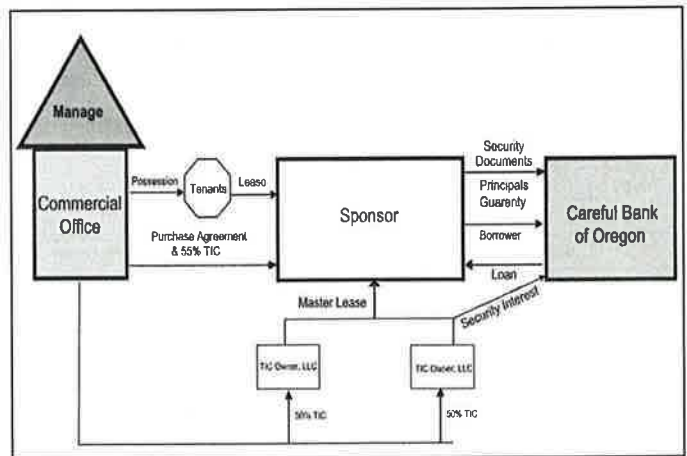 Manage
Commercial
Office
Possession
Tenants
Lease
Purchase Agreement
& 55% TIC
Sponsor
Security
Documents
Principals
Guaranty
Borrower
Loan
Careful Bank
of Oregon
Master Lease
Security Interest
TIC Owner, LLC
TIC Owner, LLC
50% TIC
50% TIC